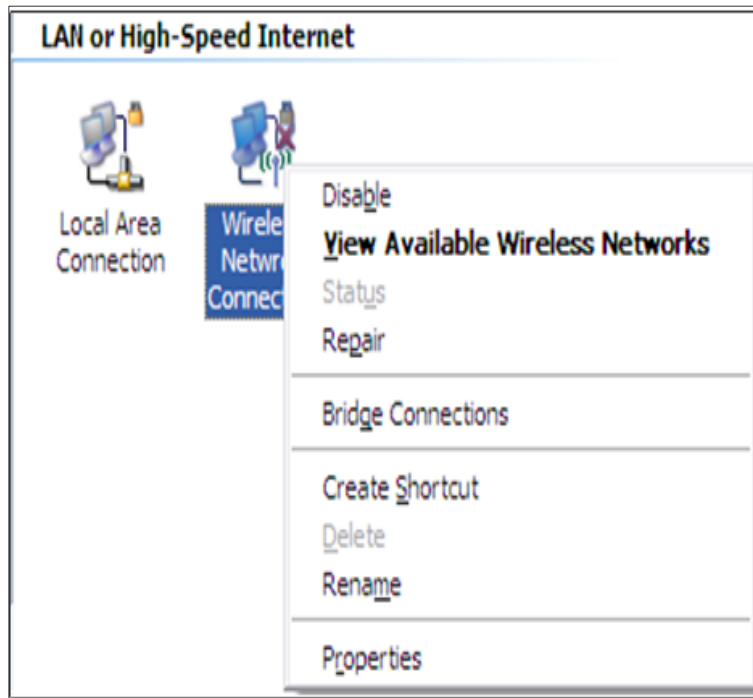 LAN or High-Speed Internet
Local Area
Connection
Disable
View Available Wireless Networks
Status
Repair
Bridge Connections
Create Shortcut
Delete
Rename
Properties